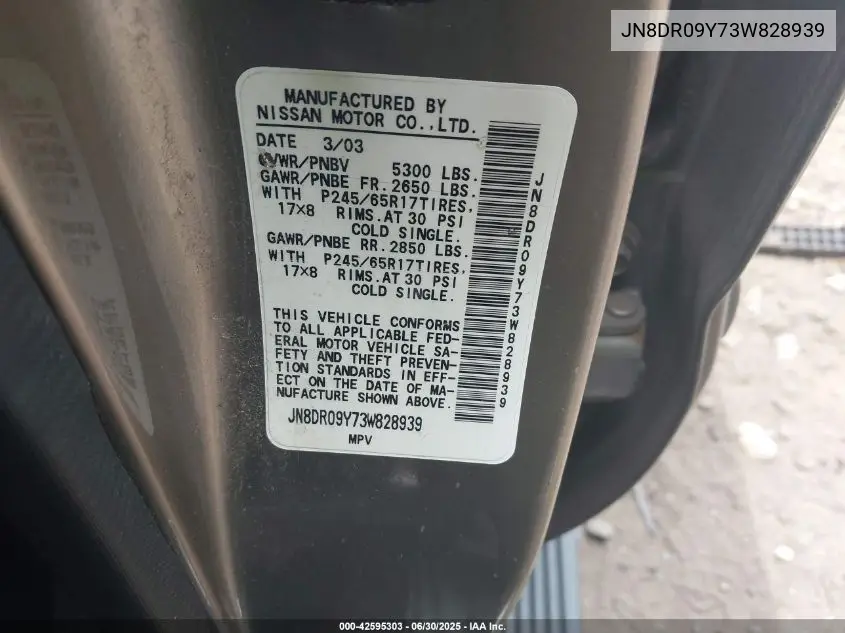 JN8DR09Y73W828939
MANUFACTURED BY
NISSAN MOTOR CO.,LTD.
DATE 3/03
GVWR/PNBV 5300 LBS.
GAWR/PNBE FR. 2650 LBS.
WITH P245/65R17TIRES,
17×8 RIMS.AT 30 PSI
COLD SINGLE.
GAWR/PNBE RR. 2850 LBS.
WITH P245/65R17TIRES,
17×8 RIMS.AT 30 PSI
COLD SINGLE.
THIS VEHICLE CONFORMS
TO ALL APPLICABLE FED-
ERAL MOTOR VEHICLE SA-
FETY AND THEFT PREVEN-
TION STANDARDS IN EFF-
ECT ON THE DATE OF MA-
NUFACTURE SHOWN ABOVE.
JN8DR09Y73W828939
MPV
JN8DR09Y73W828939
000-42595303 - 06/30/2025 - IAA Inc.